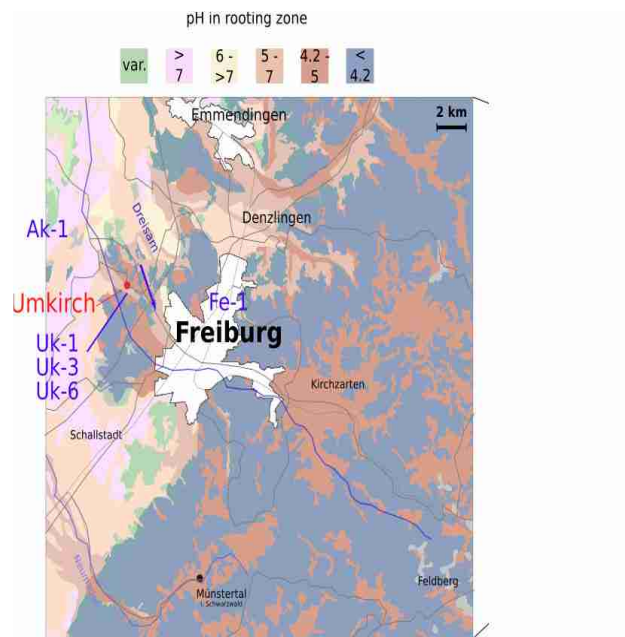 pH in rooting zone
var.
>
7
6 -
>7
5 -
7
4.2 -
5
<
4.2
2 km
Emmendingen
Denzlingen
Dreisam
Ak-1
Umkirch
Fe-1
Freiburg
Uk-1
Uk-3
Uk-6
Kirchzarten
Schallstadt
Feldberg
Münstertal
i. Schwarzwald